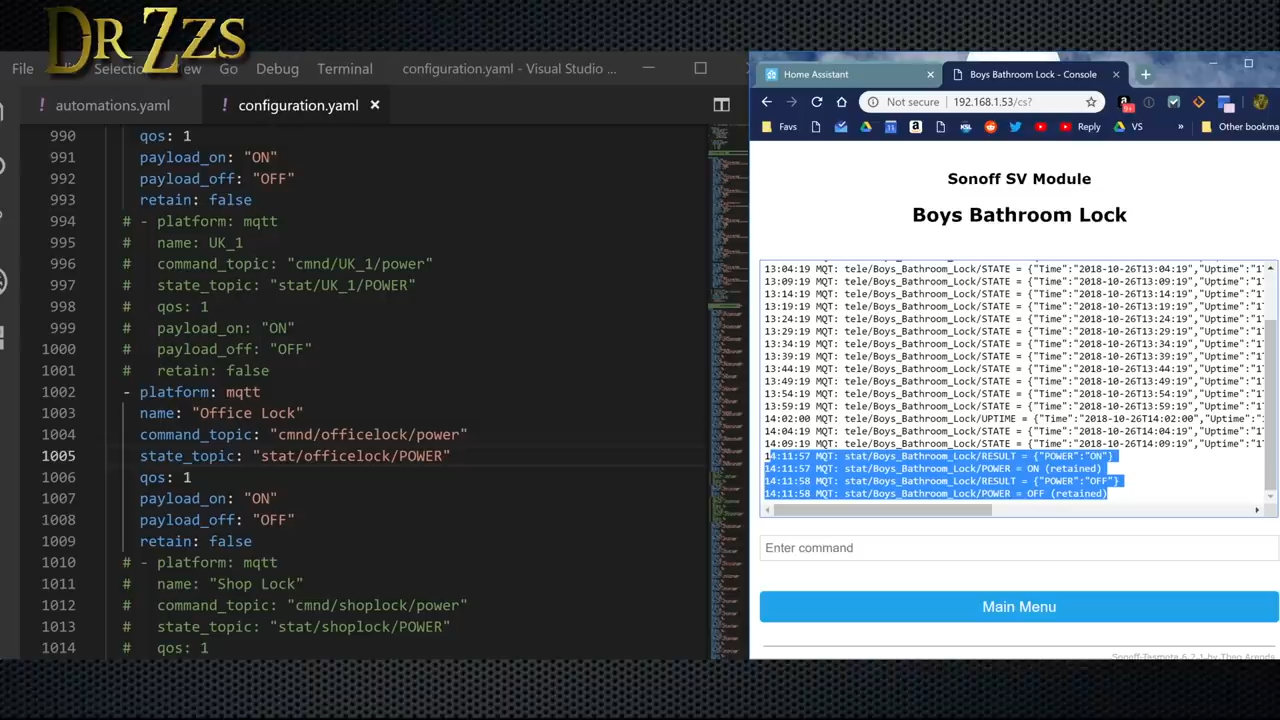 DR ZZS
File
Go Debug Terminal configuration.yaml - Visual Studio ...
automations.yaml configuration.yaml
990 qos: 1
991 payload_on: "ON"
992 payload_off: "OFF"
993 retain: false
994 # - platform: mqtt
995 # name: UK_1
996 # command_topic: "cmnd/UK_1/power"
997 # state_topic: "stat/UK_1/POWER"
998 # qos: 1
999 # payload_on: "ON"
1000 # payload_off: "OFF"
1001 # retain: false
1002 - platform: mqtt
1003 name: "Office Lock"
1004 command_topic: "cmnd/officelock/power"
1005 state_topic: "stat/officelock/POWER"
1006 qos: 1
1007 payload_on: "ON"
1008 payload_off: "OFF"
1009 retain: false
1010 # - platform: mqtt
1011 # name: "Shop Lock"
1012 # command_topic: "cmnd/shoplock/power"
1013 # state_topic: "stat/shoplock/POWER"
1014 # qos: 1
Home Assistant
Boys Bathroom Lock - Console
Not secure 192.168.1.53/cs?
Favs Reply VS » Other bookma
Sonoff SV Module
Boys Bathroom Lock
13:04:19 MQT: tele/Boys_Bathroom_Lock/STATE = {"Time":"2018-10-26T13:04:19","Uptime":"1
13:09:19 MQT: tele/Boys_Bathroom_Lock/STATE = {"Time":"2018-10-26T13:09:19","Uptime":"1
13:14:19 MQT: tele/Boys_Bathroom_Lock/STATE = {"Time":"2018-10-26T13:14:19","Uptime":"1
13:19:19 MQT: tele/Boys_Bathroom_Lock/STATE = {"Time":"2018-10-26T13:19:19","Uptime":"1
13:24:19 MQT: tele/Boys_Bathroom_Lock/STATE = {"Time":"2018-10-26T13:24:19","Uptime":"1
13:29:19 MQT: tele/Boys_Bathroom_Lock/STATE = {"Time":"2018-10-26T13:29:19","Uptime":"1
13:34:19 MQT: tele/Boys_Bathroom_Lock/STATE = {"Time":"2018-10-26T13:34:19","Uptime":"1
13:39:19 MQT: tele/Boys_Bathroom_Lock/STATE = {"Time":"2018-10-26T13:39:19","Uptime":"1
13:44:19 MQT: tele/Boys_Bathroom_Lock/STATE = {"Time":"2018-10-26T13:44:19","Uptime":"1
13:49:19 MQT: tele/Boys_Bathroom_Lock/STATE = {"Time":"2018-10-26T13:49:19","Uptime":"1
13:54:19 MQT: tele/Boys_Bathroom_Lock/STATE = {"Time":"2018-10-26T13:54:19","Uptime":"1
13:59:19 MQT: tele/Boys_Bathroom_Lock/STATE = {"Time":"2018-10-26T13:59:19","Uptime":"1
14:02:00 MQT: tele/Boys_Bathroom_Lock/UPTIME = {"Time":"2018-10-26T14:02:00","Uptime":
14:04:19 MQT: tele/Boys_Bathroom_Lock/STATE = {"Time":"2018-10-26T14:04:19","Uptime":"1
14:09:19 MQT: tele/Boys_Bathroom_Lock/STATE = {"Time":"2018-10-26T14:09:19","Uptime":"1
14:11:57 MQT: stat/Boys_Bathroom_Lock/RESULT = {"POWER":"ON"}
14:11:57 MQT: stat/Boys_Bathroom_Lock/POWER = ON (retained)
14:11:58 MQT: stat/Boys_Bathroom_Lock/RESULT = {"POWER":"OFF"}
14:11:58 MQT: stat/Boys_Bathroom_Lock/POWER = OFF (retained)
Enter command
Main Menu
Sonoff-Tasmota 6.2.1 by Theo Arends